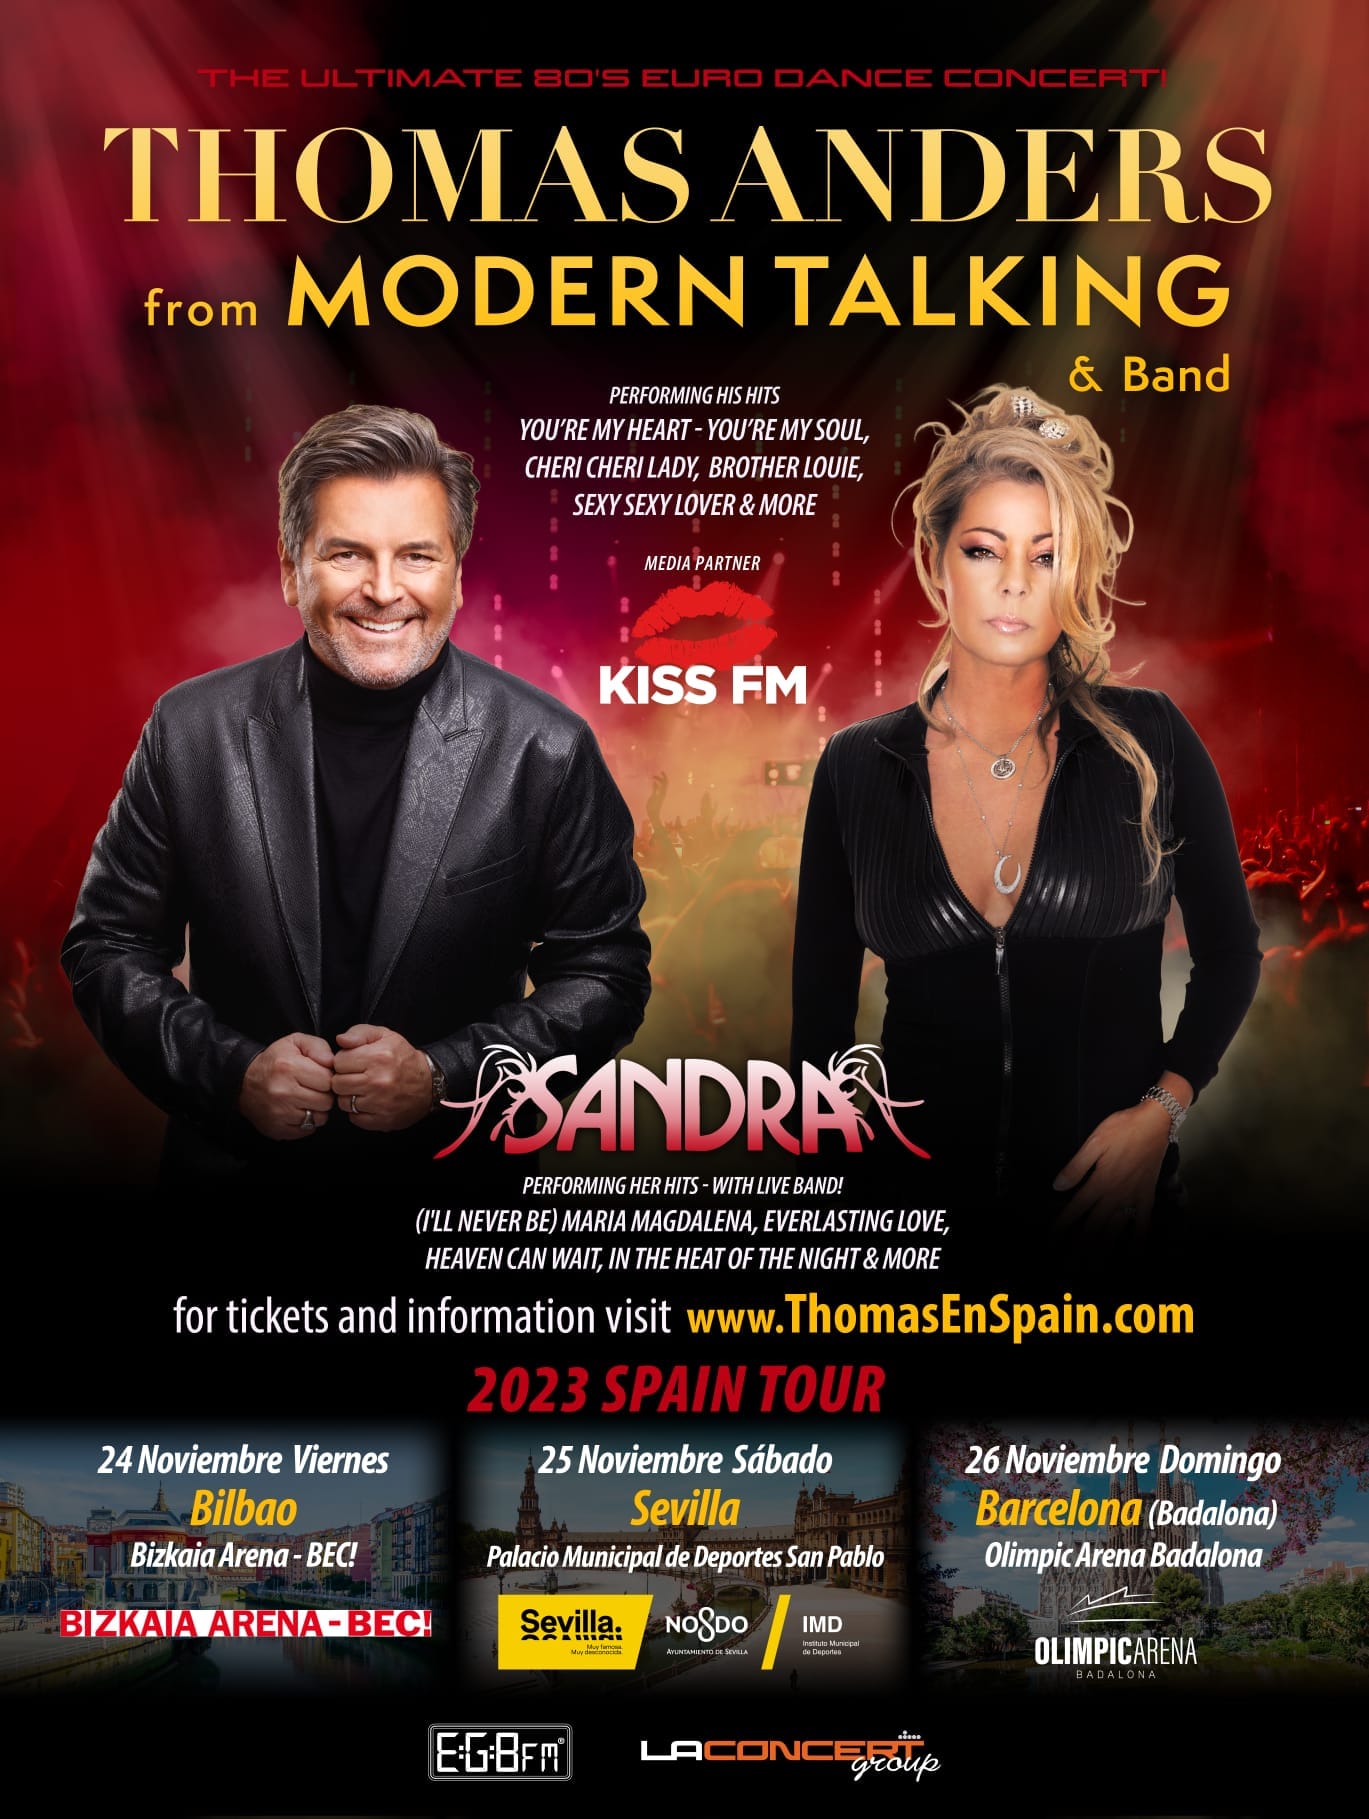 THE ULTIMATE 80'S EURO DANCE CONCERT!
THOMAS ANDERS
from MODERN TALKING
& Band
PERFORMING HIS HITS
YOU'RE MY HEART - YOU'RE MY SOUL,
CHERI CHERI LADY, BROTHER LOUIE,
SEXY SEXY LOVER & MORE
MEDIA PARTNER
KISS FM
SANDRA
PERFORMING HER HITS - WITH LIVE BAND!
(I'LL NEVER BE) MARIA MAGDALENA, EVERLASTING LOVE,
HEAVEN CAN WAIT, IN THE HEAT OF THE NIGHT & MORE
for tickets and information visit www.ThomasEnSpain.com
2023 SPAIN TOUR
24 Noviembre Viernes
Bilbao
Bizkaia Arena - BEC!
BIZKAIA ARENA - BEC!
25 Noviembre Sábado
Sevilla
Palacio Municipal de Deportes San Pablo
Sevilla.
Muy famosa.
Muy desconocida.
NO8DO
AYUNTAMIENTO DE SEVILLA
IMD
Instituto Municipal
de Deportes
26 Noviembre Domingo
Barcelona (Badalona)
Olimpic Arena Badalona
OLIMPICARENA
BADALONA
E·G·B FM®
LACONCERT
group